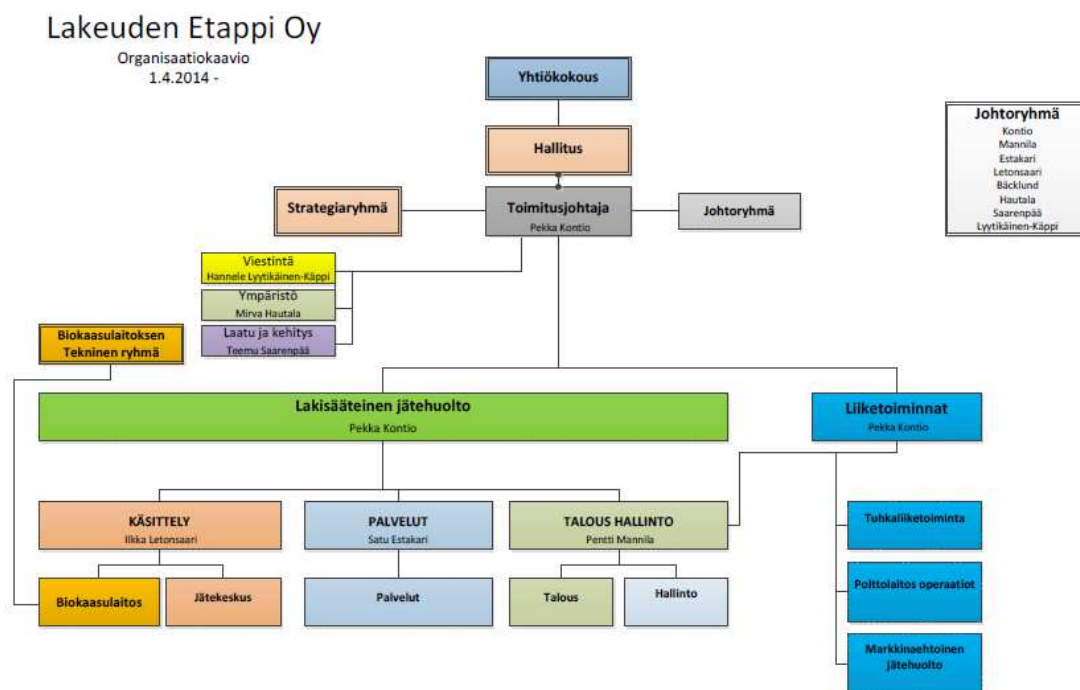 Lakeuden Etappi Oy
Organisaatiokaavio
1.4.2014 -
Yhtiökokous
Hallitus
Strategiaryhmä
Toimitusjohtaja
Pekka Kontio
Johtoryhmä
Johtoryhmä
Kontio
Mannila
Estakari
Letonsaari
Bäcklund
Hautala
Saarenpää
Lyytikäinen-Käppi
Viestintä
Hannele Lyytikäinen-Käppi
Ympäristö
Mirva Hautala
Laatu ja kehitys
Teemu Saarenpää
Biokaasulaitoksen
Tekninen ryhmä
Lakisääteinen jätehuolto
Pekka Kontio
Liiketoiminnat
Pekka Kontio
KÄSITTELY
Ilkka Letonsaari
PALVELUT
Satu Estakari
TALOUS HALLINTO
Pentti Mannila
Tuhkaliiketoiminta
Biokaasulaitos
Jätekeskus
Palvelut
Talous
Hallinto
Polttolaitos operaatiot
Markkinaehtoinen
jätehuolto